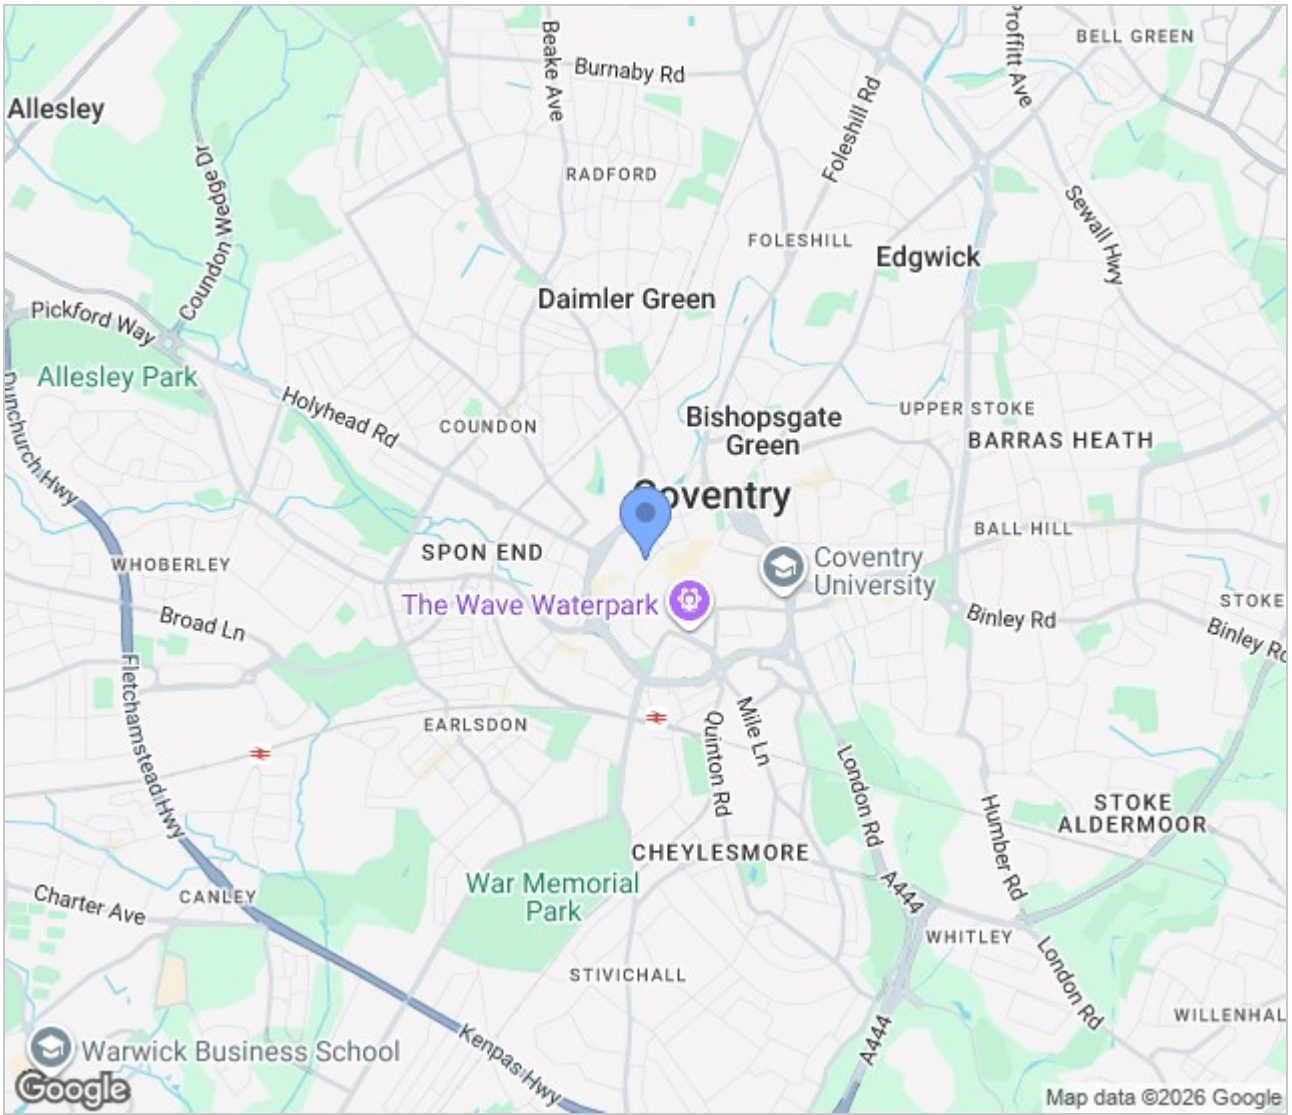 BELL GREEN
Proffitt Ave
Beake Ave
Burnaby Rd
Allesley
Foleshill Rd
Coundon Wedge Dr
RADFORD
Sewall Hwy
FOLESHILL
Edgwick
Daimler Green
Pickford Way
Allesley Park
Holyhead Rd
Dunchurch Hwy
COUNDON
Bishopsgate
Green
UPPER STOKE
BARRAS HEATH
Coventry
BALL HILL
SPON END
WHOBERLEY
Coventry
University
The Wave Waterpark
STOKE
Broad Ln
Binley Rd
Binley Rd
Fletchamstead Hwy
EARLSDON
Quinton Rd
Mile Ln
London Rd
STOKE
ALDERMOOR
Humber Rd
CHEYLESMORE
War Memorial
Park
A444
CANLEY
Charter Ave
WHITLEY
London Rd
STIVICHALL
WILLENHAL
A444
Warwick Business School
Kenpas Hwy
Google
Map data ©2026 Google